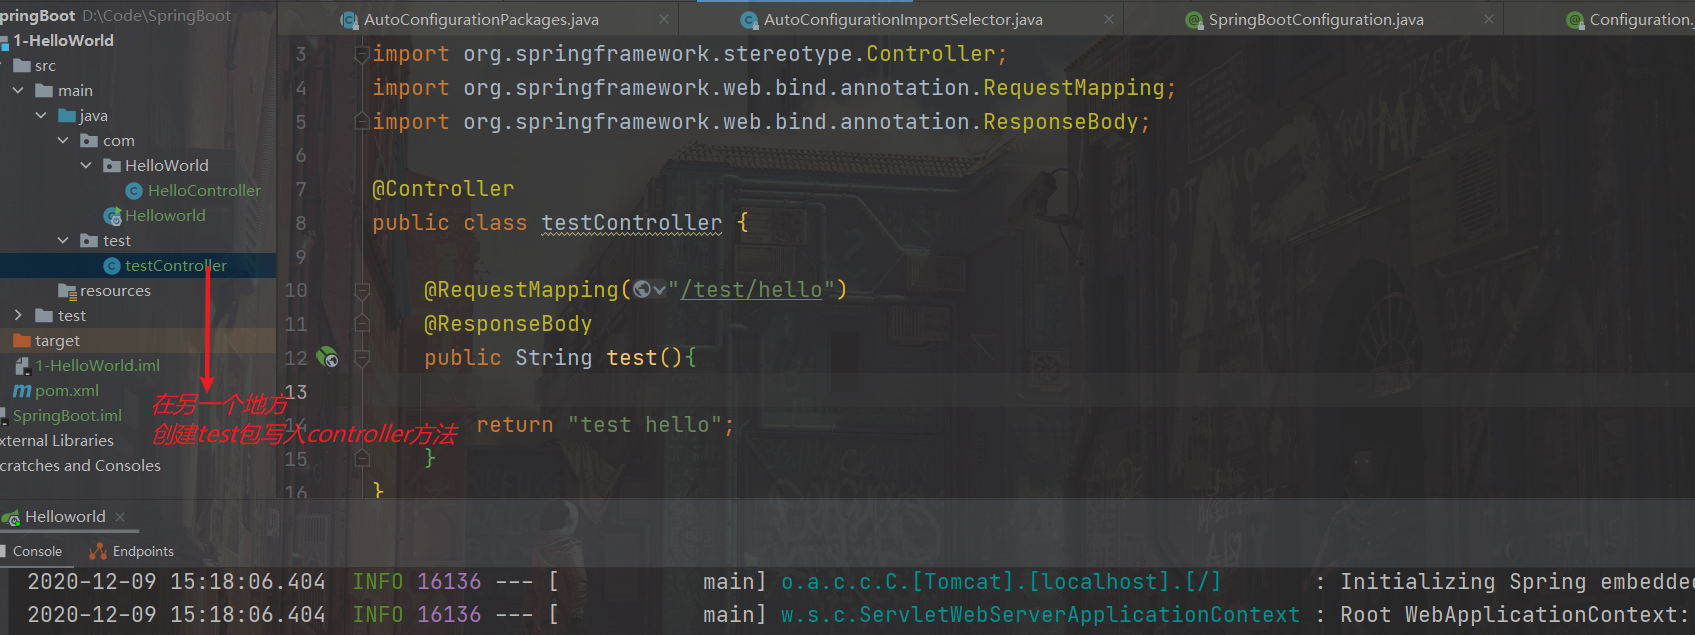 pringBoot D:\Code\SpringBoot
1-HelloWorld
src
main
java
com
HelloWorld
HelloController
Helloworld
test
testController
resources
test
target
1-HelloWorld.iml
pom.xml
SpringBoot.iml
xternal Libraries
cratches and Consoles
在另一个地方
创建test包写入controller方法
AutoConfigurationPackages.java
AutoConfigurationImportSelector.java
SpringBootConfiguration.java
Configuration.
3 import org.springframework.stereotype.Controller;
4 import org.springframework.web.bind.annotation.RequestMapping;
5 import org.springframework.web.bind.annotation.ResponseBody;
6
7 @Controller
8 public class testController {
9
10 @RequestMapping("/test/hello")
11 @ResponseBody
12 public String test(){
13
14 return "test hello";
15 }
16 }
Helloworld
Console Endpoints
2020-12-09 15:18:06.404 INFO 16136 --- [ main] o.a.c.c.C.[Tomcat].[localhost].[/] : Initializing Spring embedde
2020-12-09 15:18:06.404 INFO 16136 --- [ main] w.s.c.ServletWebServerApplicationContext : Root WebApplicationContext: